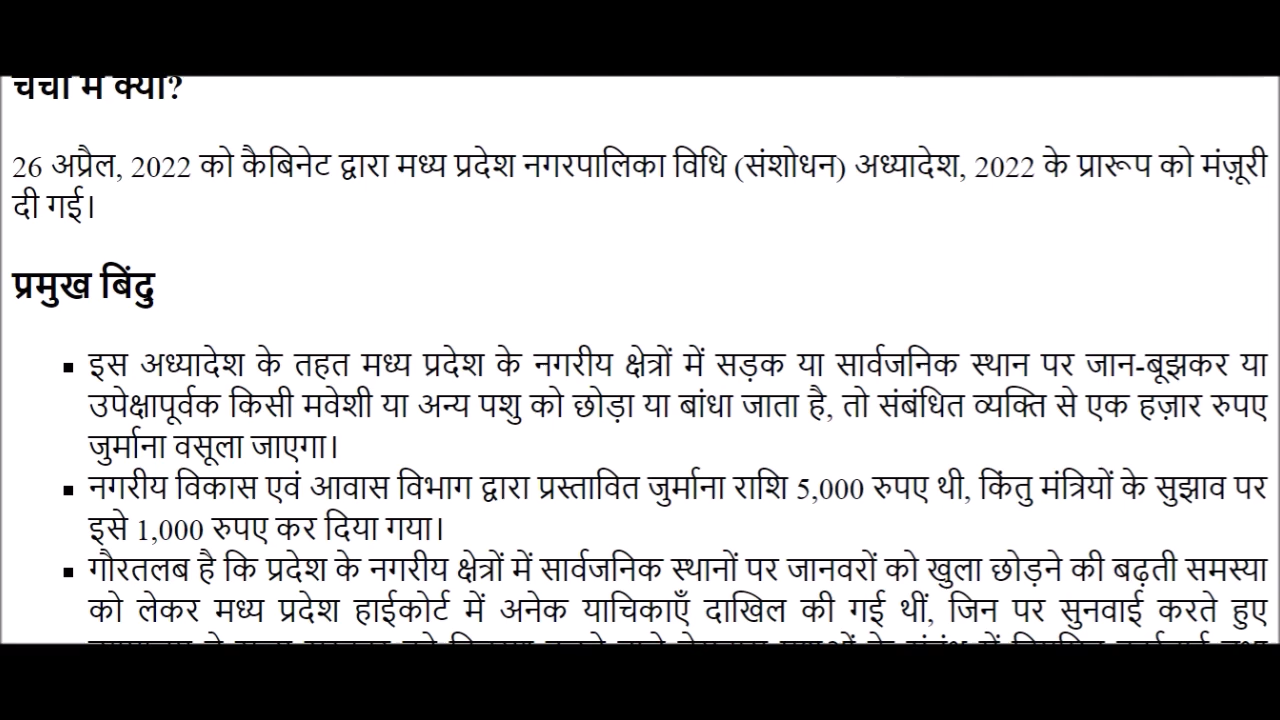 चर्चा में क्यों?
26 अप्रैल, 2022 को कैबिनेट द्वारा मध्य प्रदेश नगरपालिका विधि (संशोधन) अध्यादेश, 2022 के प्रारूप को मंज़ूरी
दी गई।
प्रमुख बिंदु
▪ इस अध्यादेश के तहत मध्य प्रदेश के नगरीय क्षेत्रों में सड़क या सार्वजनिक स्थान पर जान-बूझकर या
उपेक्षापूर्वक किसी मवेशी या अन्य पशु को छोड़ा या बांधा जाता है, तो संबंधित व्यक्ति से एक हज़ार रुपए
जुर्माना वसूला जाएगा।
▪ नगरीय विकास एवं आवास विभाग द्वारा प्रस्तावित जुर्माना राशि 5,000 रुपए थी, किंतु मंत्रियों के सुझाव पर
इसे 1,000 रुपए कर दिया गया।
▪ गौरतलब है कि प्रदेश के नगरीय क्षेत्रों में सार्वजनिक स्थानों पर जानवरों को खुला छोड़ने की बढ़ती समस्या
को लेकर मध्य प्रदेश हाईकोर्ट में अनेक याचिकाएँ दाखिल की गई थीं, जिन पर सुनवाई करते हुए